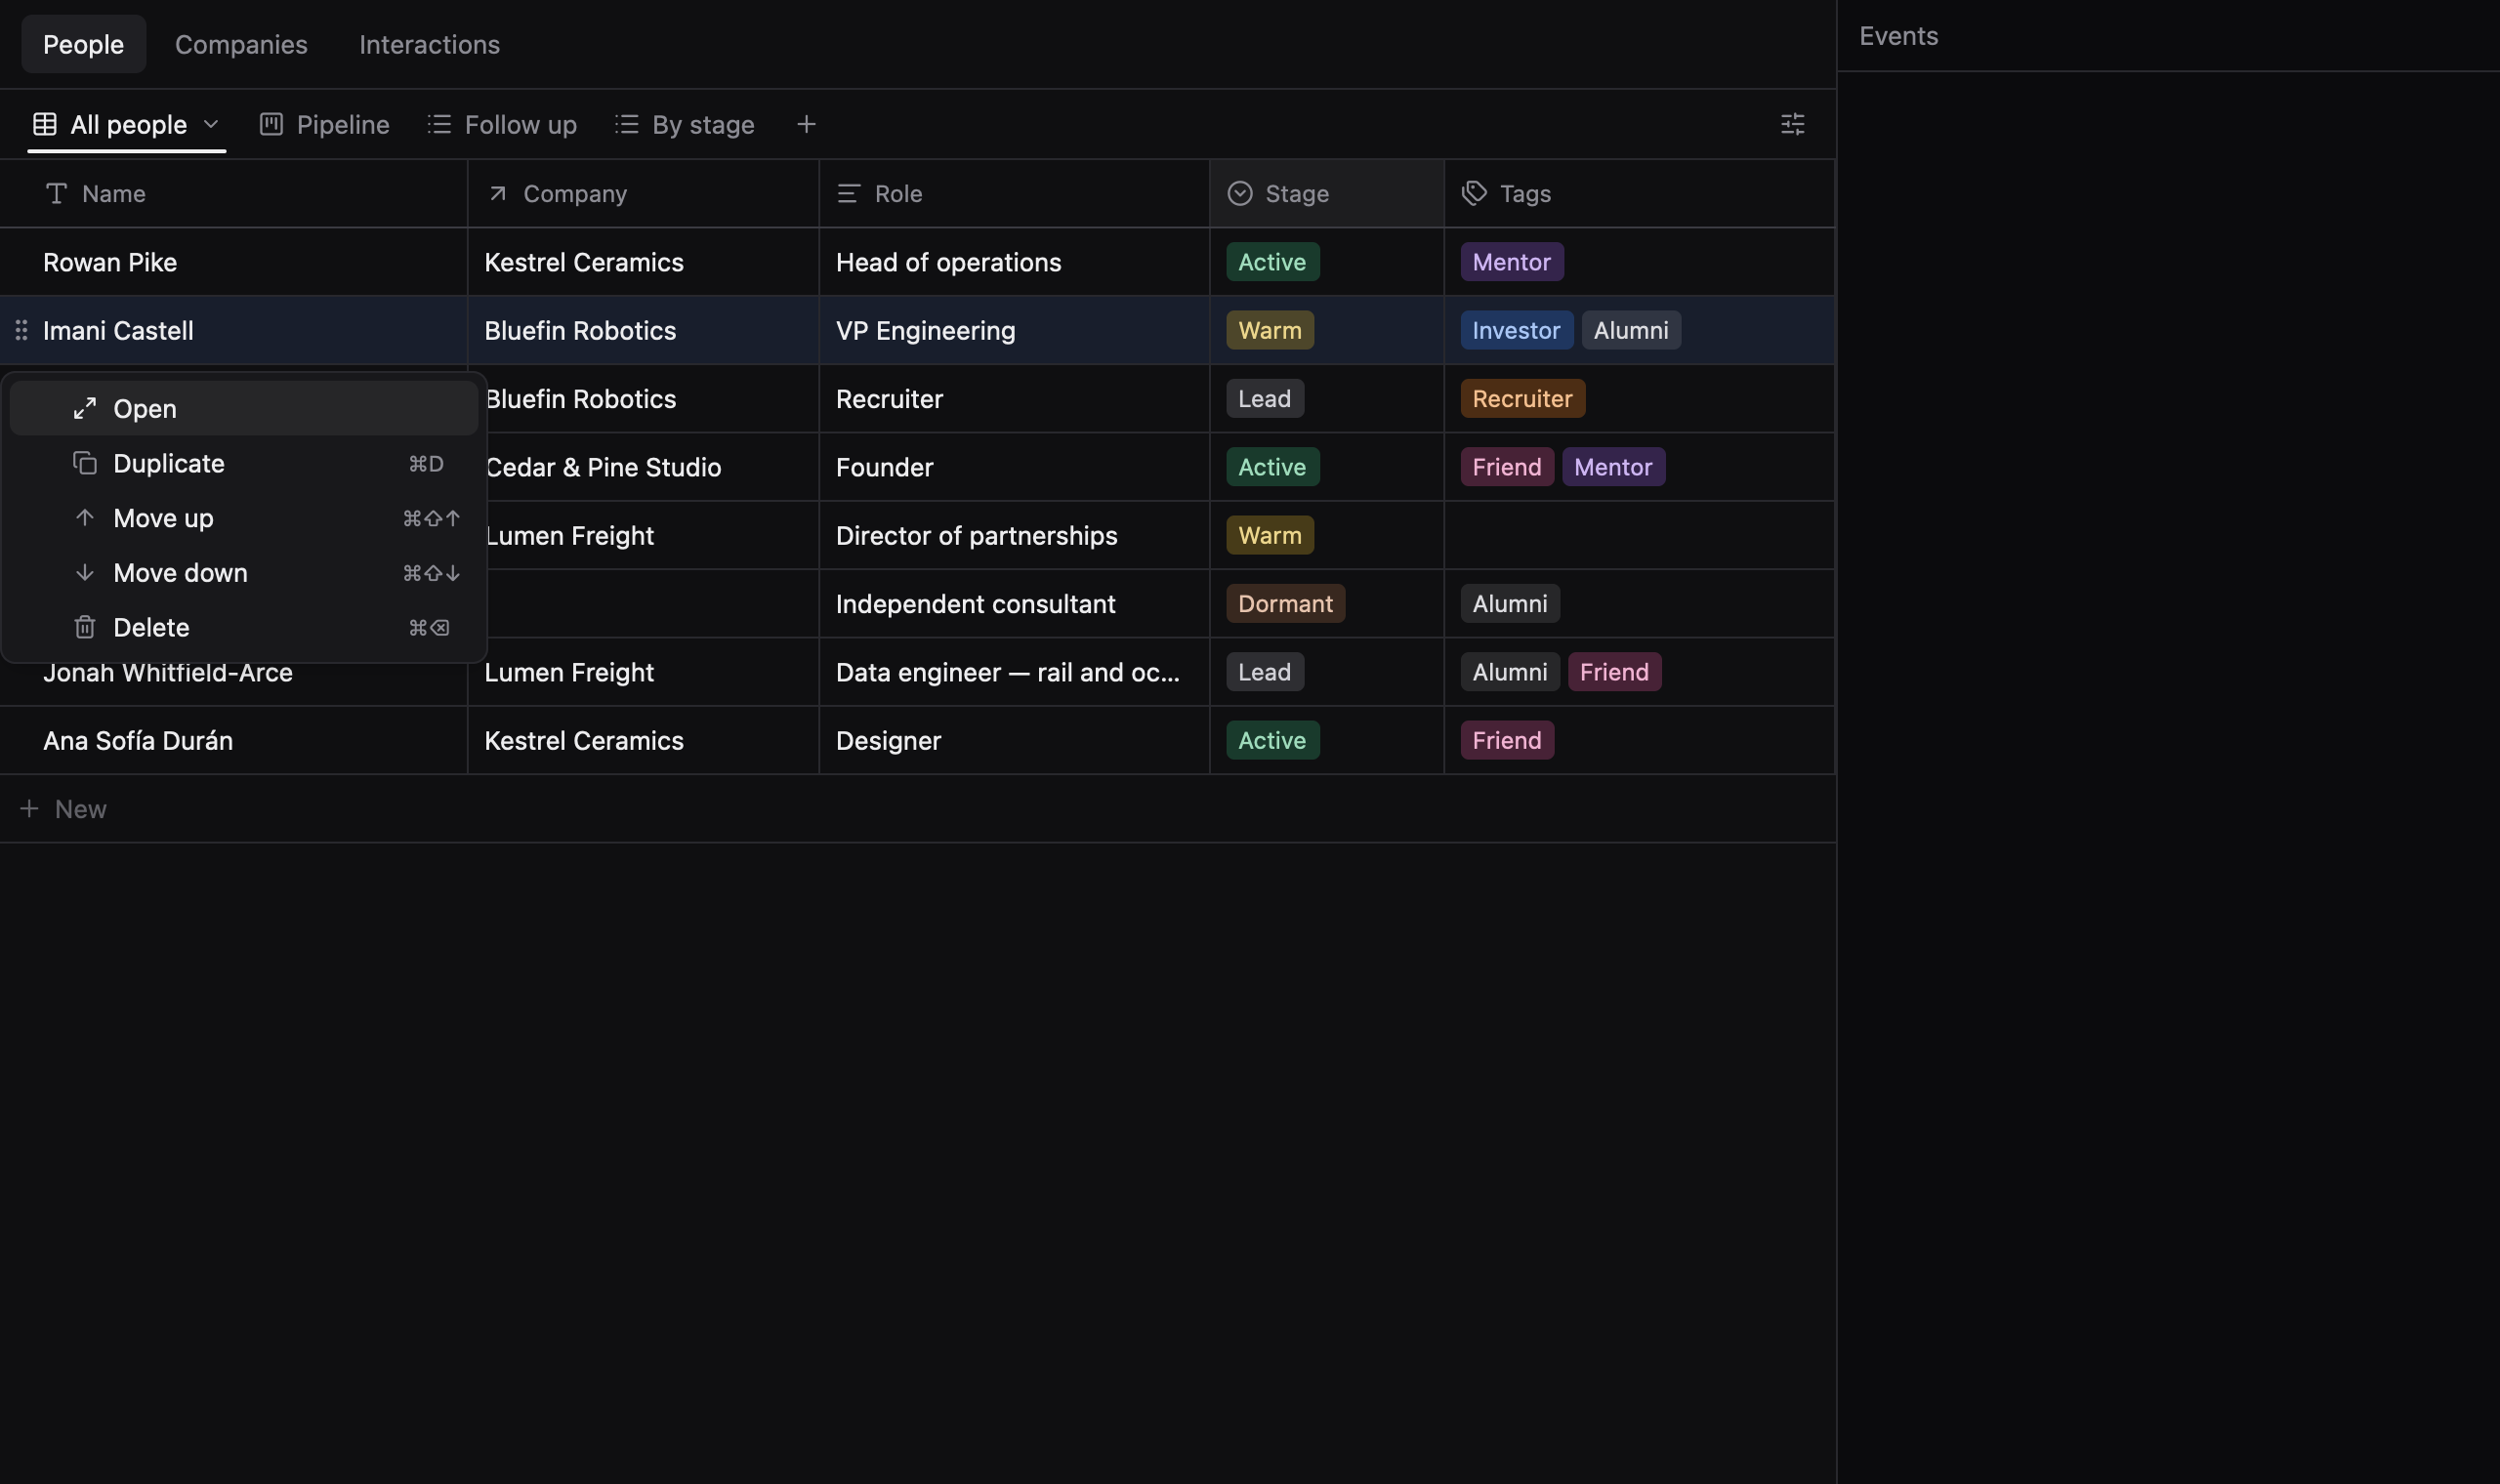 People Companies Interactions Events
All people Pipeline Follow up By stage
Name Company Role Stage Tags
Rowan Pike Kestrel Ceramics Head of operations Active Mentor
Imani Castell Bluefin Robotics VP Engineering Warm Investor Alumni
Bluefin Robotics Recruiter Lead Recruiter
Open
Duplicate ⌘D
Cedar & Pine Studio Founder Active Friend Mentor
Move up ⌘⇧↑
Lumen Freight Director of partnerships Warm
Move down ⌘⇧↓
Independent consultant Dormant Alumni
Delete ⌘⌫
Jonah Whitfield-Arce Lumen Freight Data engineer — rail and oc... Lead Alumni Friend
Ana Sofía Durán Kestrel Ceramics Designer Active Friend
New